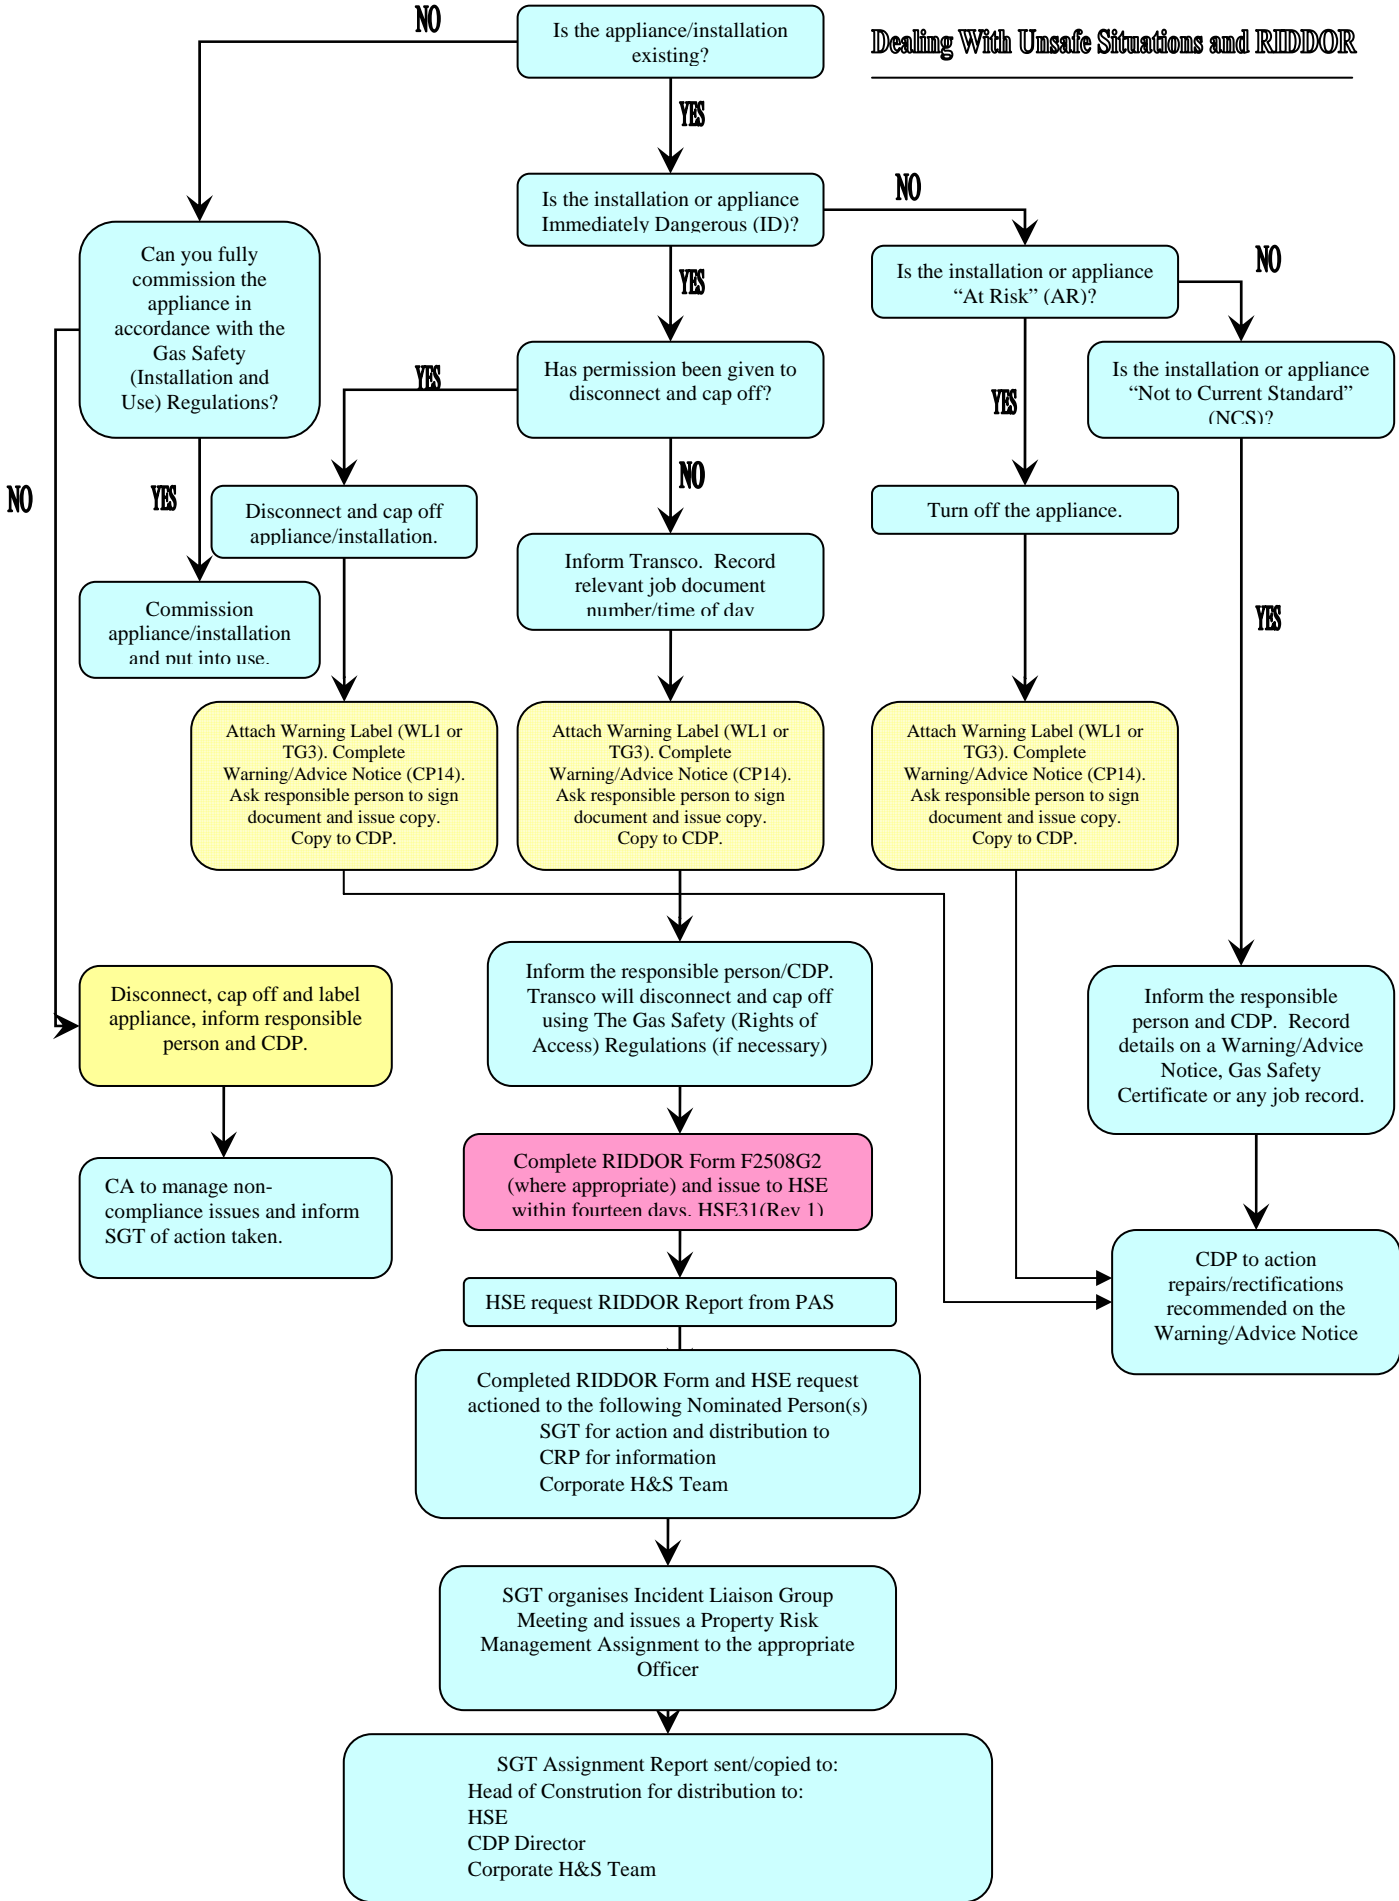 NO
Is the appliance/installation
existing?
Dealing With Unsafe Situations and RIDDOR
YES
Is the installation or appliance
Immediately Dangerous (ID)?
NO
Can you fully
commission the
appliance in
accordance with the
Gas Safety
(Installation and
Use) Regulations?
YES
Is the installation or appliance
“At Risk” (AR)?
NO
Has permission been given to
disconnect and cap off?
YES
Is the installation or appliance
“Not to Current Standard”
(NCS)?
YES
NO
YES
NO
Disconnect and cap off
appliance/installation.
Turn off the appliance.
Inform Transco. Record
relevant job document
number/time of day
Commission
appliance/installation
and put into use.
YES
Attach Warning Label (WL1 or
TG3). Complete
Warning/Advice Notice (CP14).
Ask responsible person to sign
document and issue copy.
Copy to CDP.
Attach Warning Label (WL1 or
TG3). Complete
Warning/Advice Notice (CP14).
Ask responsible person to sign
document and issue copy.
Copy to CDP.
Attach Warning Label (WL1 or
TG3). Complete
Warning/Advice Notice (CP14).
Ask responsible person to sign
document and issue copy.
Copy to CDP.
Disconnect, cap off and label
appliance, inform responsible
person and CDP.
Inform the responsible person/CDP.
Transco will disconnect and cap off
using The Gas Safety (Rights of
Access) Regulations (if necessary)
Inform the responsible
person and CDP. Record
details on a Warning/Advice
Notice, Gas Safety
Certificate or any job record.
CA to manage non-
compliance issues and inform
SGT of action taken.
Complete RIDDOR Form F2508G2
(where appropriate) and issue to HSE
within fourteen days. HSE31(Rev 1)
CDP to action
repairs/rectifications
recommended on the
Warning/Advice Notice
HSE request RIDDOR Report from PAS
Completed RIDDOR Form and HSE request
actioned to the following Nominated Person(s)
SGT for action and distribution to
CRP for information
Corporate H&S Team
SGT organises Incident Liaison Group
Meeting and issues a Property Risk
Management Assignment to the appropriate
Officer
SGT Assignment Report sent/copied to:
Head of Constrution for distribution to:
HSE
CDP Director
Corporate H&S Team